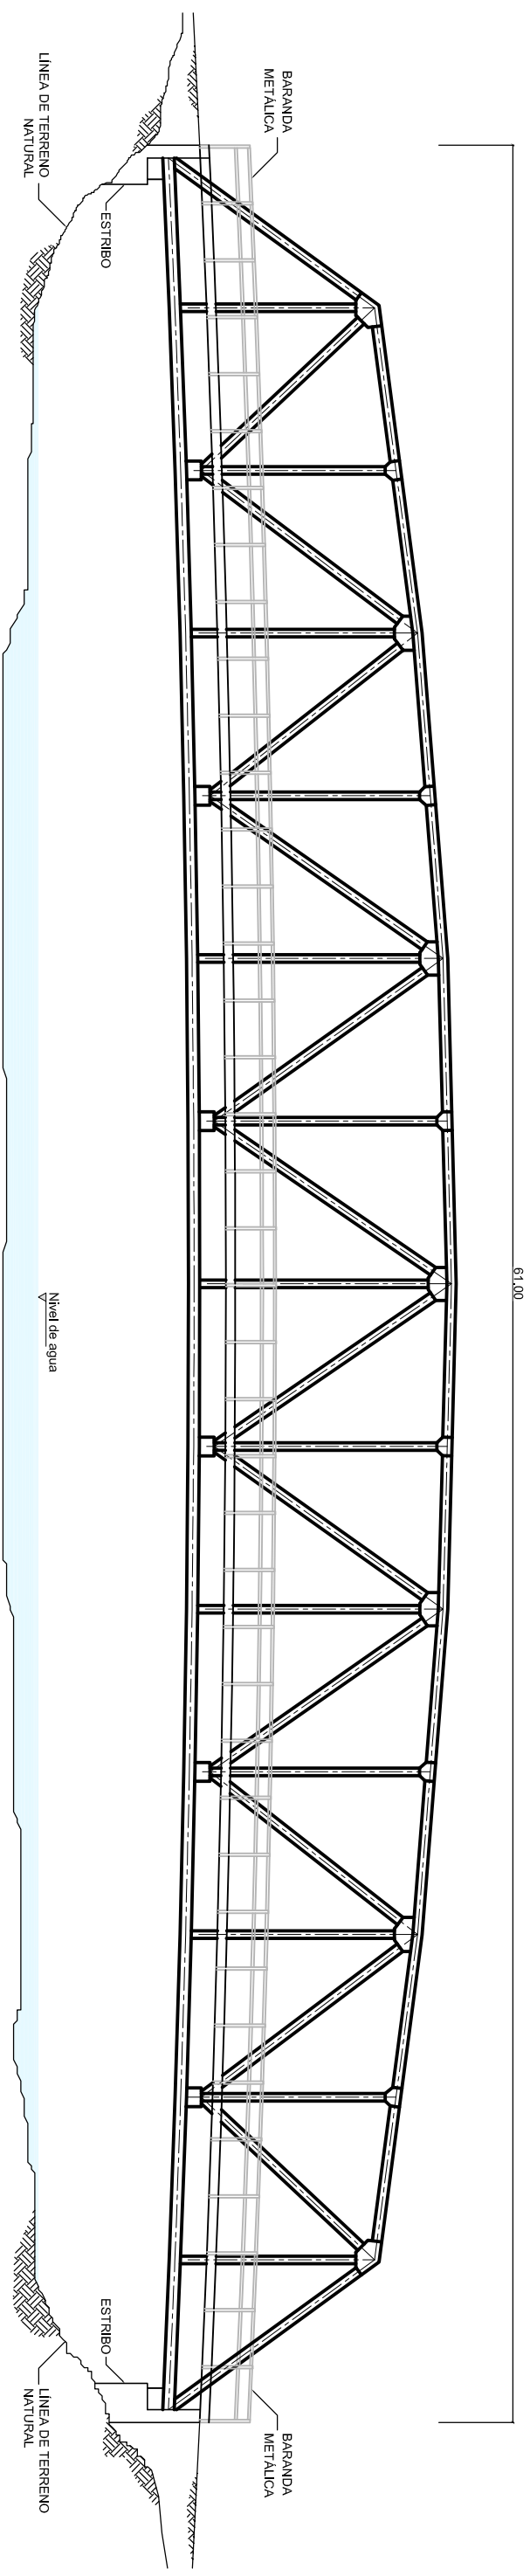 61.00
BARANDA
METÁLICA
BARANDA
METÁLICA
ESTRIBO
ESTRIBO
LÍNEA DE TERRENO
NATURAL
Nivel de agua
LÍNEA DE TERRENO
NATURAL